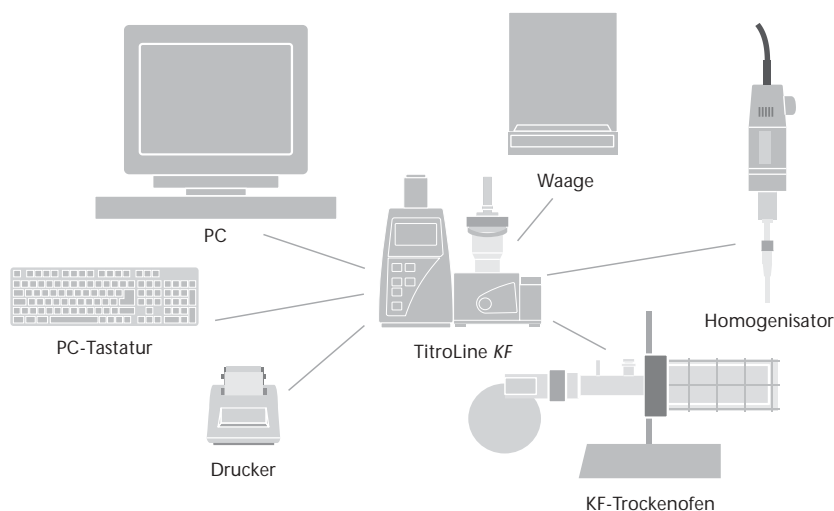 Waage
PC
Homogenisator
PC-Tastatur
TitroLine KF
Drucker
KF-Trockenofen